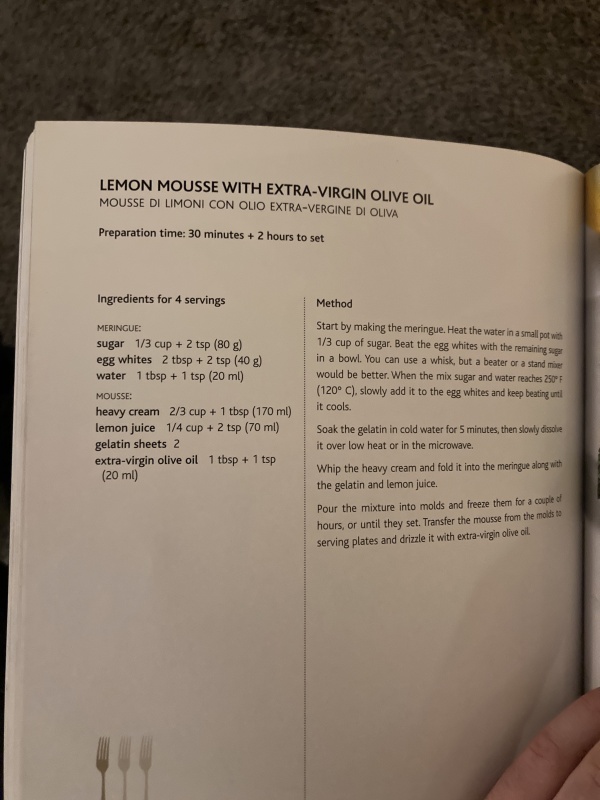 LEMON MOUSSE WITH EXTRA-VIRGIN OLIVE OIL
MOUSSE DI LIMONI CON OLIO EXTRA-VERGINE DI OLIVA
Preparation time: 30 minutes + 2 hours to set
Ingredients for 4 servings
MERINGUE:
sugar 1/3 cup + 2 tsp (80 g)
egg whites 2 tbsp + 2 tsp (40 g)
water 1 tbsp + 1 tsp (20 ml)
MOUSSE:
heavy cream 2/3 cup + 1 tbsp (170 ml)
lemon juice 1/4 cup + 2 tsp (70 ml)
gelatin sheets 2
extra-virgin olive oil 1 tbsp + 1 tsp
(20 ml)
Method
Start by making the meringue. Heat the water in a small pot with
1/3 cup of sugar. Beat the egg whites with the remaining sugar
in a bowl. You can use a whisk, but a beater or a stand mixer
would be better. When the mix sugar and water reaches 250° F
(120° C), slowly add it to the egg whites and keep beating until
it cools.
Soak the gelatin in cold water for 5 minutes, then slowly dissolve
it over low heat or in the microwave.
Whip the heavy cream and fold it into the meringue along with
the gelatin and lemon juice.
Pour the mixture into molds and freeze them for a couple of
hours, or until they set. Transfer the mousse from the molds to
serving plates and drizzle it with extra-virgin olive oil.